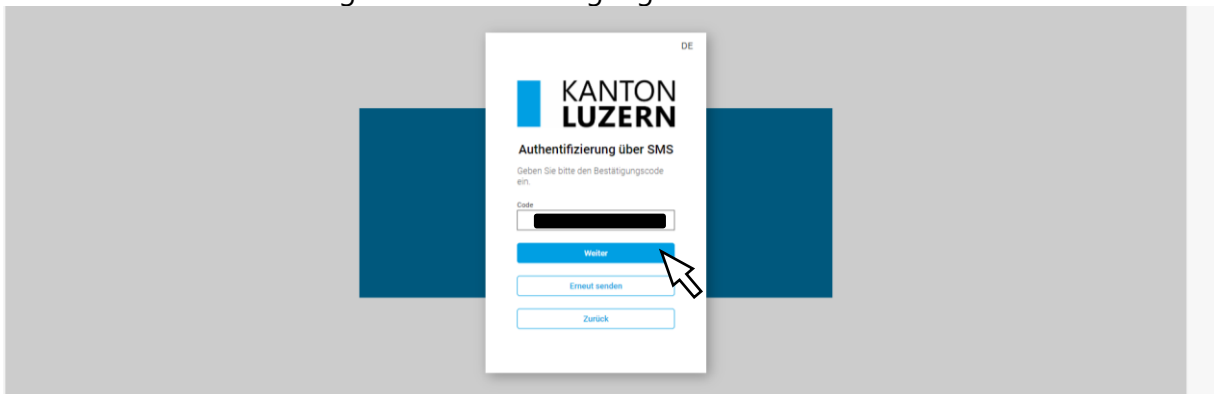 DE
KANTON
LUZERN
Authentifizierung über SMS
Geben Sie bitte den Bestätigungscode
ein.
Code
Weiter
Erneut senden
Zurück